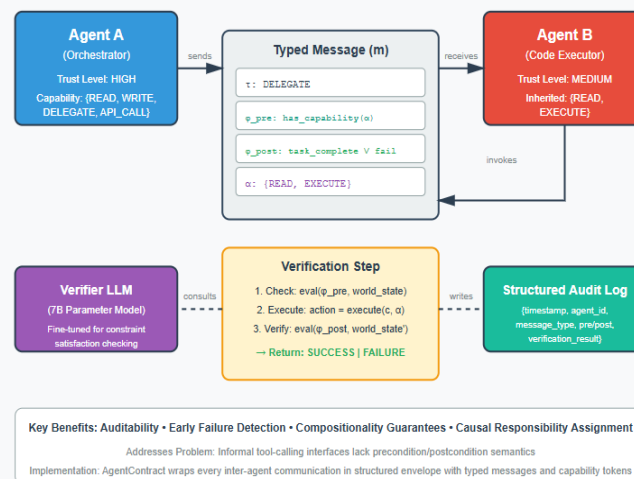 Agent A
(Orchestrator)
Trust Level: HIGH
Capability: {READ, WRITE,
DELEGATE, API_CALL}
sends
Typed Message (m)
τ: DELEGATE
φ_pre: has_capability(α)
φ_post: task_complete ∨ fail
α: {READ, EXECUTE}
receives
Agent B
(Code Executor)
Trust Level: MEDIUM
Inherited: {READ,
EXECUTE}
invokes
Verifier LLM
(7B Parameter Model)
Fine-tuned for constraint
satisfaction checking
consults
Verification Step
1. Check: eval(φ_pre, world_state)
2. Execute: action = execute(c, α)
3. Verify: eval(φ_post, world_state')
→ Return: SUCCESS | FAILURE
writes
Structured Audit Log
{timestamp, agent_id,
message_type, pre/post,
verification_result}
Key Benefits: Auditability • Early Failure Detection • Compositionality Guarantees • Causal Responsibility Assignment
Addresses Problem: Informal tool-calling interfaces lack precondition/postcondition semantics
Implementation: AgentContract wraps every inter-agent communication in structured envelope with typed messages and capability tokens